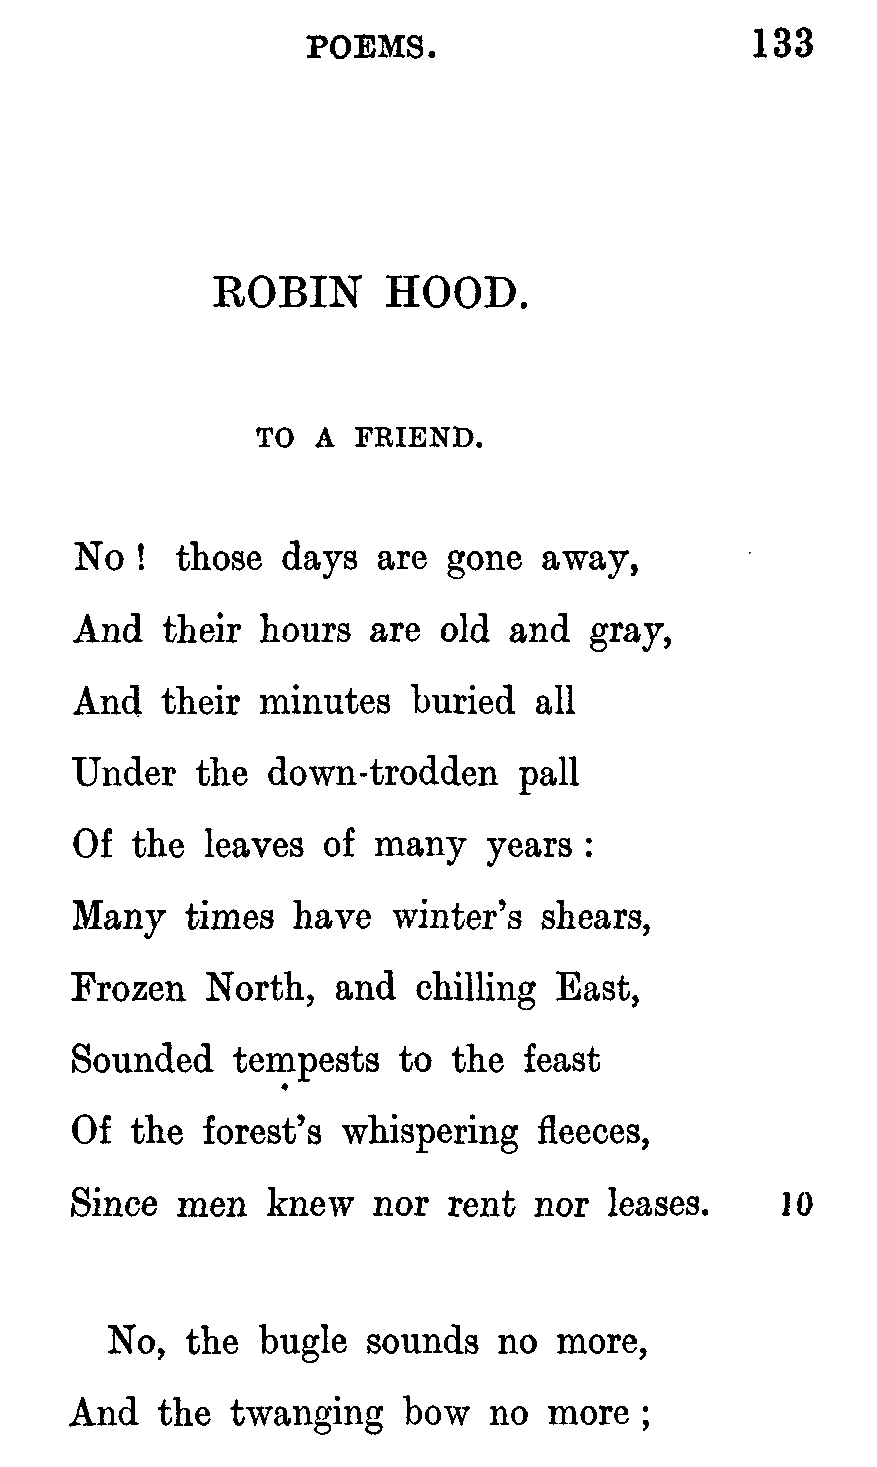 POEMS. 133
ROBIN HOOD.
TO A FRIEND.
No! those days are gone away,
And their hours are old and gray,
And their minutes buried all
Under the down-trodden pall
Of the leaves of many years:
Many times have winter's shears,
Frozen North, and chilling East,
Sounded tempests to the feast
Of the forest's whispering fleeces,
Since men knew nor rent nor leases. 10
No, the bugle sounds no more,
And the twanging bow no more;